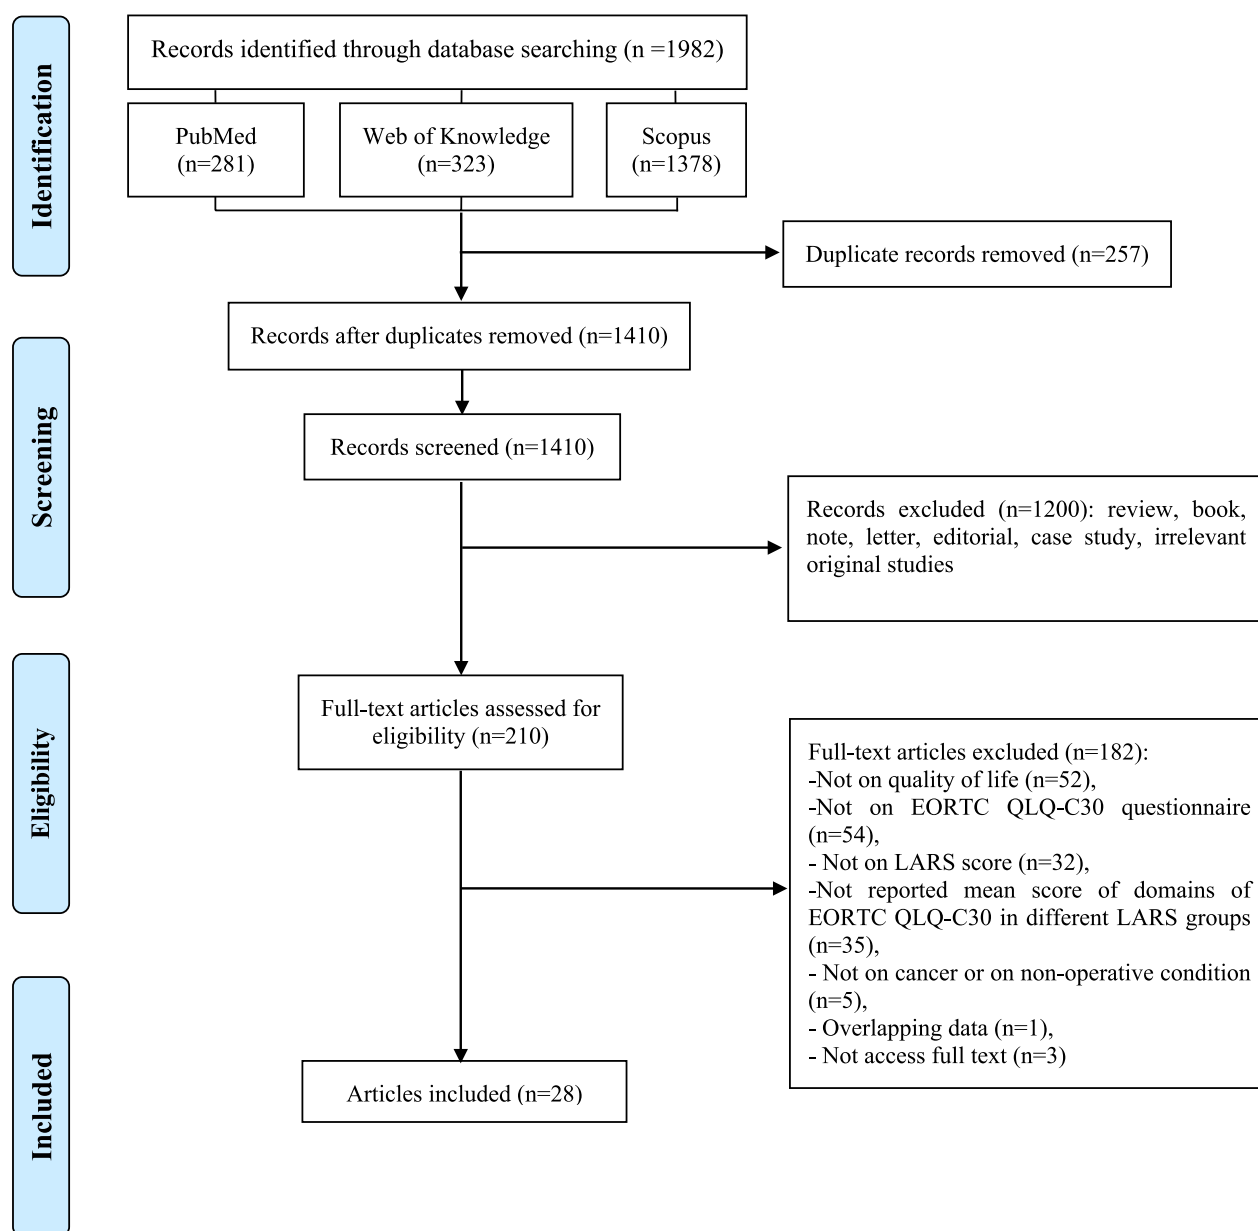 Identification
Records identified through database searching (n =1982)
PubMed
(n=281)
Web of Knowledge
(n=323)
Scopus
(n=1378)
Duplicate records removed (n=257)
Records after duplicates removed (n=1410)
Screening
Records screened (n=1410)
Records excluded (n=1200): review, book,
note, letter, editorial, case study, irrelevant
original studies
Eligibility
Full-text articles assessed for
eligibility (n=210)
Full-text articles excluded (n=182):
-Not on quality of life (n=52),
-Not on EORTC QLQ-C30 questionnaire
(n=54),
- Not on LARS score (n=32),
-Not reported mean score of domains of
EORTC QLQ-C30 in different LARS groups
(n=35),
- Not on cancer or on non-operative condition
(n=5),
- Overlapping data (n=1),
- Not access full text (n=3)
Included
Articles included (n=28)